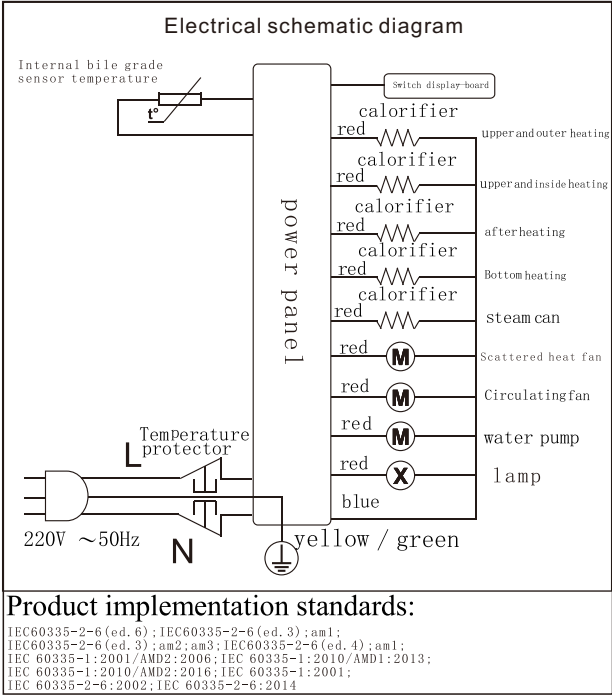 Electrical schematic diagram
Internal bile grade
sensor temperature
t°
Switch display-board
calorifier
red
upper and outer heating
calorifier
red
upper and inside heating
calorifier
red
after heating
calorifier
red
Bottom heating
calorifier
red
steam can
power panel
red
M
Scattered heat fan
red
M
Circulating fan
red
M
water pump
red
X
lamp
blue
TemPerature
protector
L
220V ～50Hz
N
yellow / green
Product implementation standards:
IEC60335-2-6(ed.6);IEC60335-2-6(ed.3);am1;
IEC60335-2-6(ed.3);am2;am3;IEC60335-2-6(ed.4);am1;
IEC 60335-1:2001/AMD2:2006;IEC 60335-1:2010/AMD1:2013;
IEC 60335-1:2010/AMD2:2016;IEC 60335-1:2001;
IEC 60335-2-6:2002;IEC 60335-2-6:2014